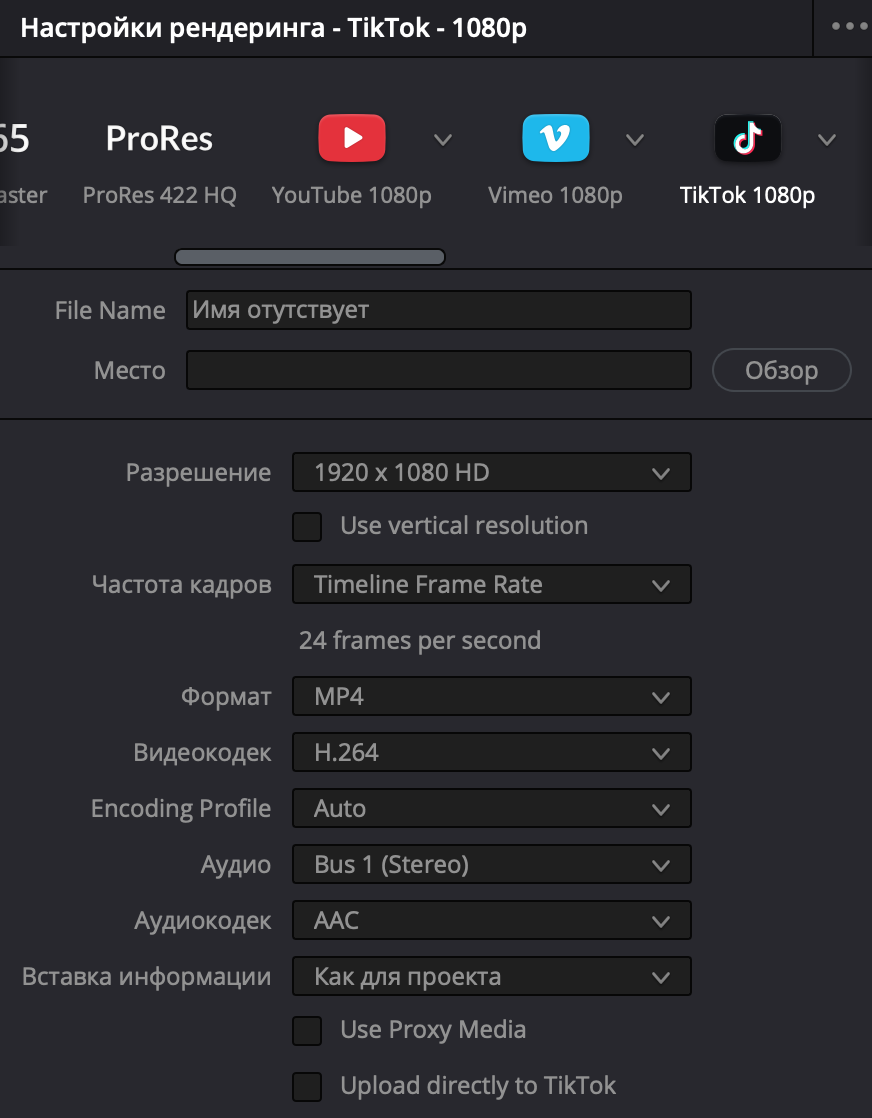 Настройки рендеринга - TikTok - 1080p
65 ProRes
aster ProRes 422 HQ YouTube 1080p Vimeo 1080p TikTok 1080p
File Name Имя отутствует
Место Обзор
Разрешение 1920 x 1080 HD
Use vertical resolution
Частота кадров Timeline Frame Rate
24 frames per second
Формат MP4
Видеокодек H.264
Encoding Profile Auto
Аудио Bus 1 (Stereo)
Аудиокодек AAC
Вставка информации Как для проекта
Use Proxy Media
Upload directly to TikTok